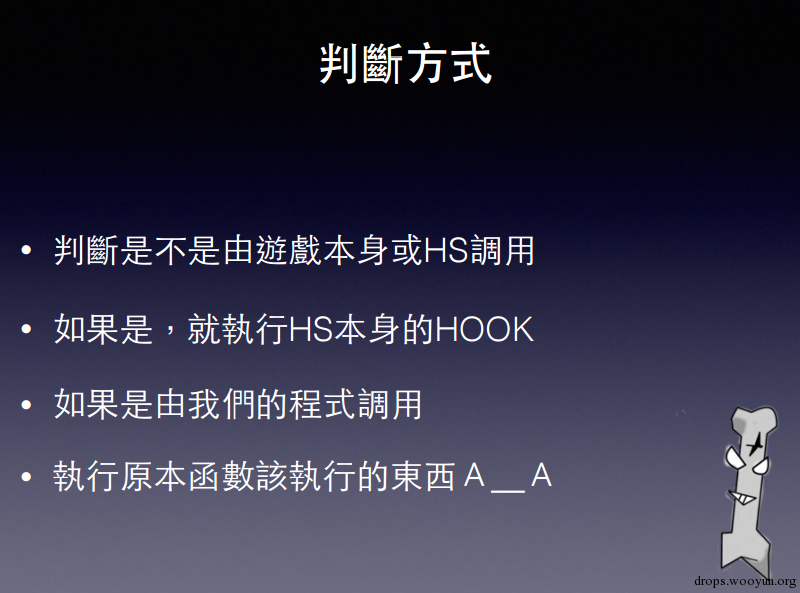 判斷方式
• 判斷是不是由遊戲本身或HS調用
• 如果是，就執行HS本身的HOOK
• 如果是由我們的程式調用
• 執行原本函數該執行的東西Ａ＿Ａ
drops.wooyun.org